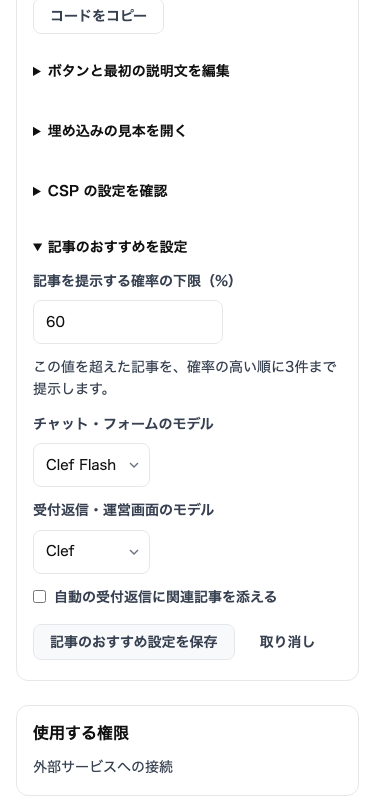 コードをコピー
▶ ボタンと最初の説明文を編集
▶ 埋め込みの見本を開く
▶ CSP の設定を確認
▼ 記事のおすすめを設定
記事を提示する確率の下限（%）
60
この値を超えた記事を、確率の高い順に3件まで
提示します。
チャット・フォームのモデル
Clef Flash
受付返信・運営画面のモデル
Clef
自動の受付返信に関連記事を添える
記事のおすすめ設定を保存 取り消し
使用する権限
外部サービスへの接続